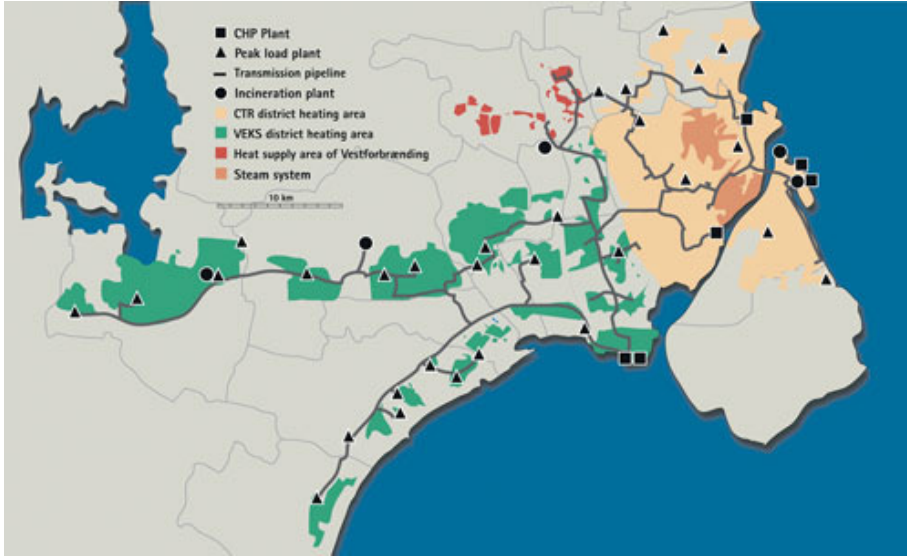 CHP Plant
Peak load plant
Transmission pipeline
Incineration plant
CTR district heating area
VEKS district heating area
Heat supply area of Vestforbrænding
Steam system
10 km